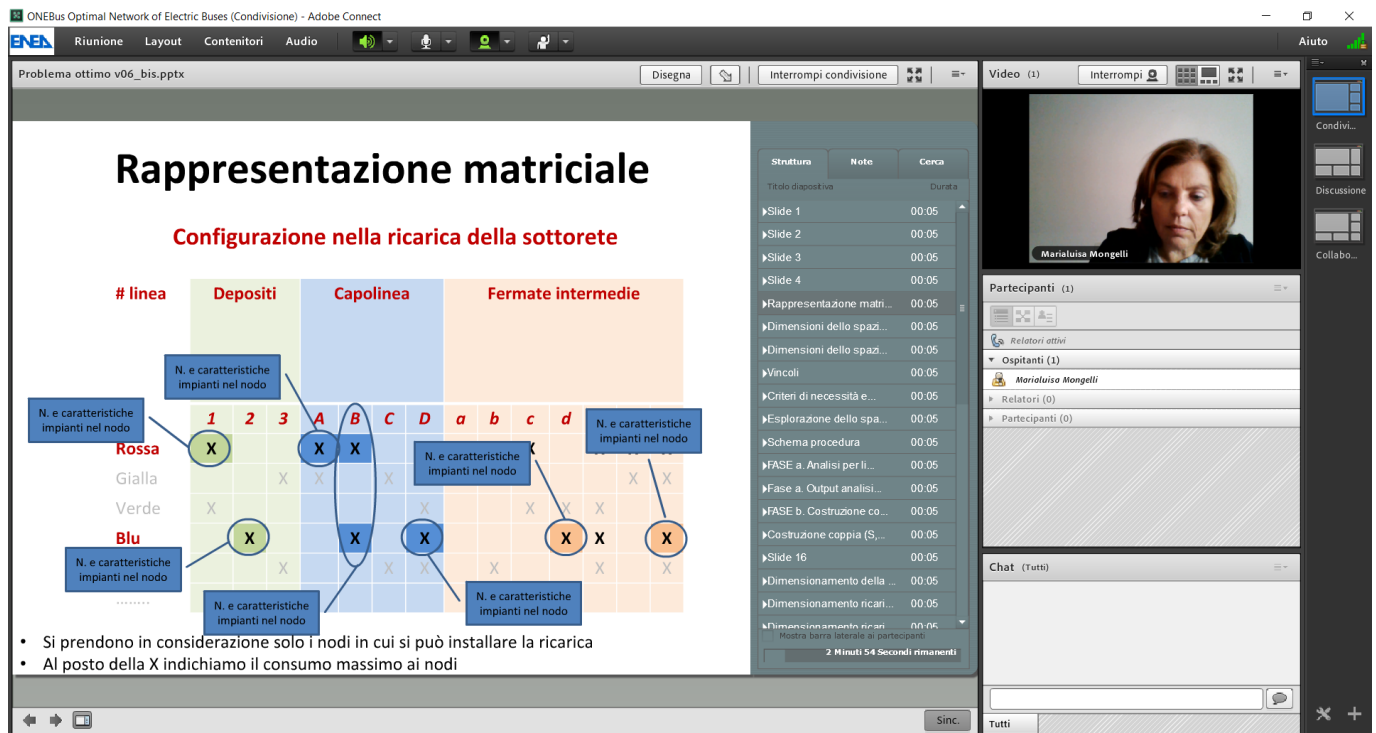 ONEBus Optimal Network of Electric Buses (Condivisione) - Adobe Connect
ENEA Riunione Layout Contenitori Audio Aiuto
Problema ottimo v06_bis.pptx Disegna Interrompi condivisione
Rappresentazione matriciale
Configurazione nella ricarica della sottorete
# linea Depositi Capolinea Fermate intermedie
N. e caratteristiche
impianti nel nodo
N. e caratteristiche
impianti nel nodo
N. e caratteristiche
impianti nel nodo
1 2 3 A B C D a b c d
Rossa X X X X
N. e caratteristiche
impianti nel nodo
Gialla X X X X X
Verde X X X X X
Blu X X X X X X
N. e caratteristiche
impianti nel nodo
X X X X X X
N. e caratteristiche
impianti nel nodo
N. e caratteristiche
impianti nel nodo
........
• Si prendono in considerazione solo i nodi in cui si può installare la ricarica
• Al posto della X indichiamo il consumo massimo ai nodi
Struttura Note Cerca
Titolo diapositiva Durata
Slide 1 00:05
Slide 2 00:05
Slide 3 00:05
Slide 4 00:05
Rappresentazione matri... 00:05
Dimensioni dello spazi... 00:05
Dimensioni dello spazi... 00:05
Vincoli 00:05
Criteri di necessità e... 00:05
Esplorazione dello spa... 00:05
Schema procedura 00:05
FASE a. Analisi per li... 00:05
Fase a. Output analisi... 00:05
FASE b. Costruzione co... 00:05
Costruzione coppia (S,... 00:05
Slide 16 00:05
Dimensionamento della ... 00:05
Dimensionamento ricari... 00:05
Dimensionamento ricari... 00:05
Mostra barra laterale ai partecipanti
2 Minuti 54 Secondi rimanenti
Sinc.
Video (1) Interrompi
Marialuisa Mongelli
Partecipanti (1)
Relatori attivi
Ospitanti (1)
Marialuisa Mongelli
Relatori (0)
Partecipanti (0)
Chat (Tutti)
Tutti
Condivi...
Discussione
Collabo...